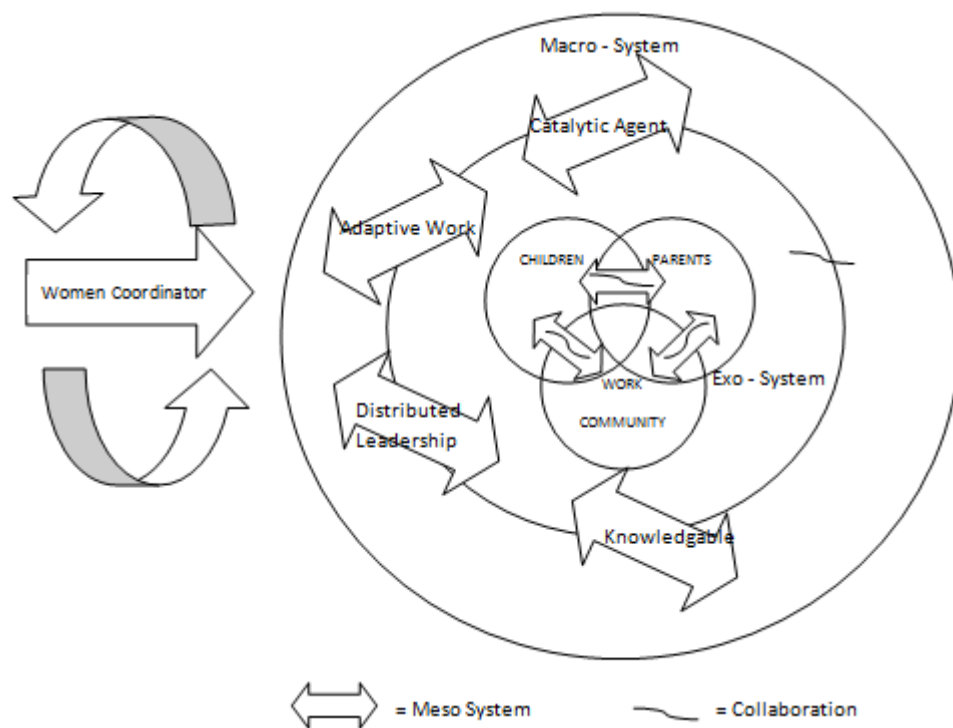 Macro - System
Catalytic Agent
Adaptive Work
CHILDREN
PARENTS
Women Coordinator
Exo - System
WORK
COMMUNITY
Distributed
Leadership
Knowledgable
= Meso System
= Collaboration